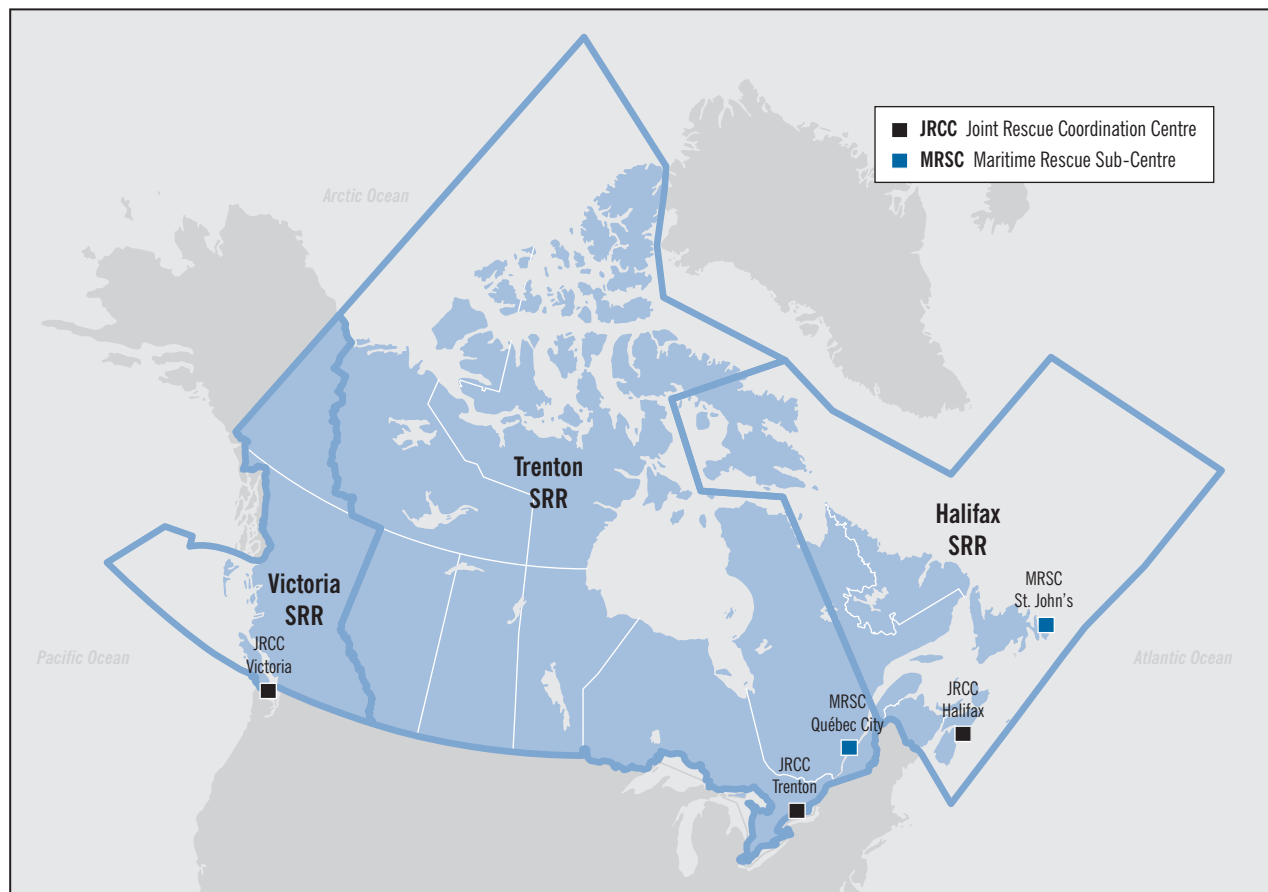 JRCC Joint Rescue Coordination Centre
MRSC Maritime Rescue Sub-Centre
Arctic Ocean
Trenton
SRR
Halifax
SRR
Victoria
SRR
MRSC
St. John's
JRCC
Victoria
Pacific Ocean
Atlantic Ocean
MRSC
Québec City
JRCC
Halifax
JRCC
Trenton